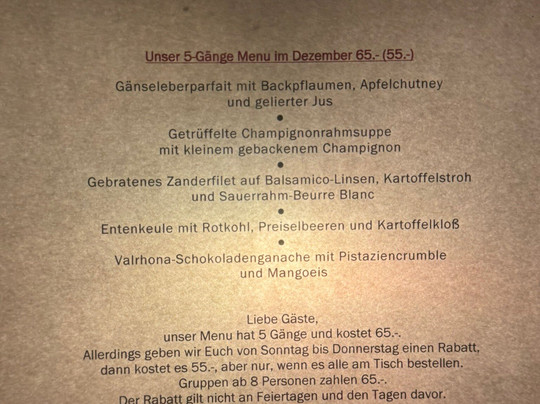 Unser 5-Gänge Menu im Dezember 65.- (55.-)
Gänseleberparfait mit Backpflaumen, Apfelchutney
und gelierter Jus
•
Getrüffelte Champignonrahmsuppe
mit kleinem gebackenem Champignon
•
Gebratenes Zanderfilet auf Balsamico-Linsen, Kartoffelstroh
und Sauerrahm-Beurre Blanc
•
Entenkeule mit Rotkohl, Preiselbeeren und Kartoffelkloß
•
Valrhona-Schokoladenganache mit Pistaziencrumble
und Mangoeis
Liebe Gäste,
unser Menu hat 5 Gänge und kostet 65.-.
Allerdings geben wir Euch von Sonntag bis Donnerstag einen Rabatt,
dann kostet es 55.-, aber nur, wenn es alle am Tisch bestellen.
Gruppen ab 8 Personen zahlen 65.-.
Der Rabatt gilt nicht an Feiertagen und den Tagen davor.